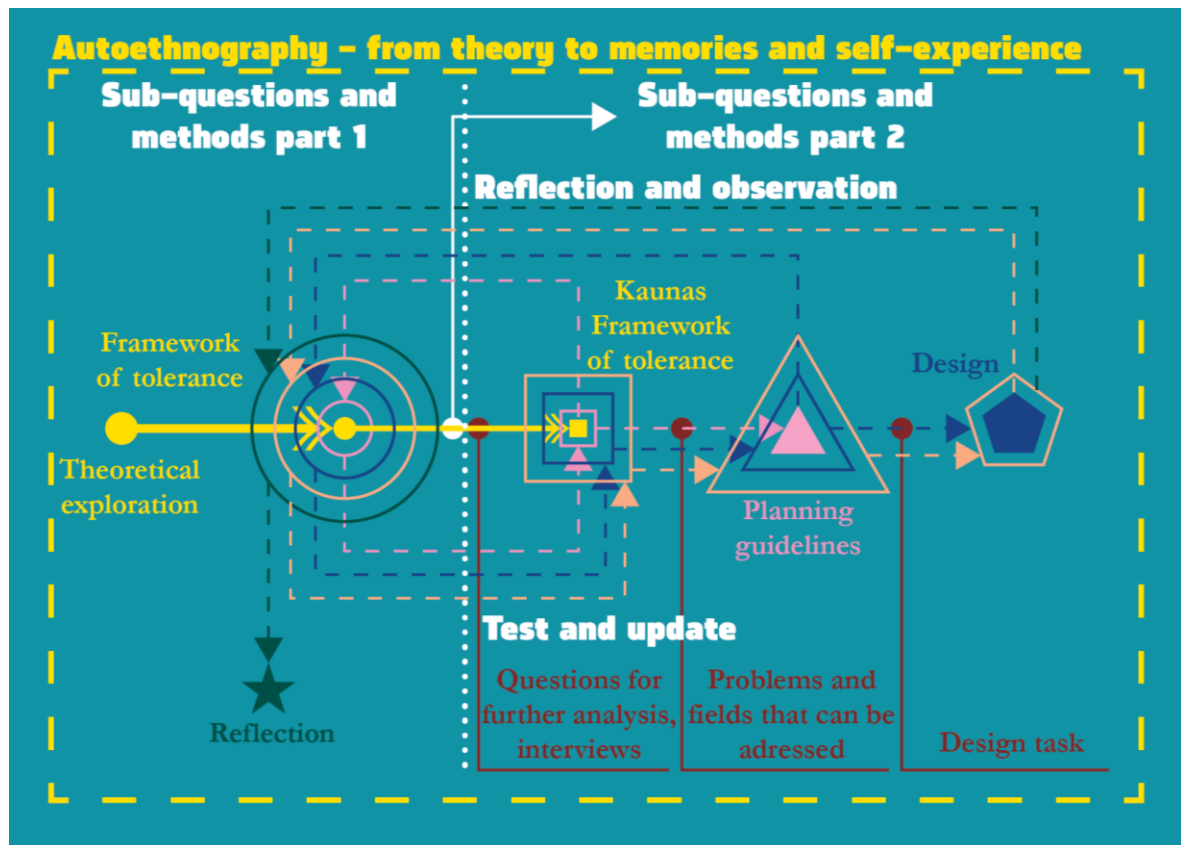 Autoethnography – from theory to memories and self-experience
Sub-questions and
methods part 1
Sub-questions and
methods part 2
Reflection and observation
Kaunas
Framework
of tolerance
Framework
of tolerance
Design
Theoretical
exploration
Planning
guidelines
Test and update
Questions for
further analysis,
interviews
Problems and
fields that can be
adressed
Design task
Reflection